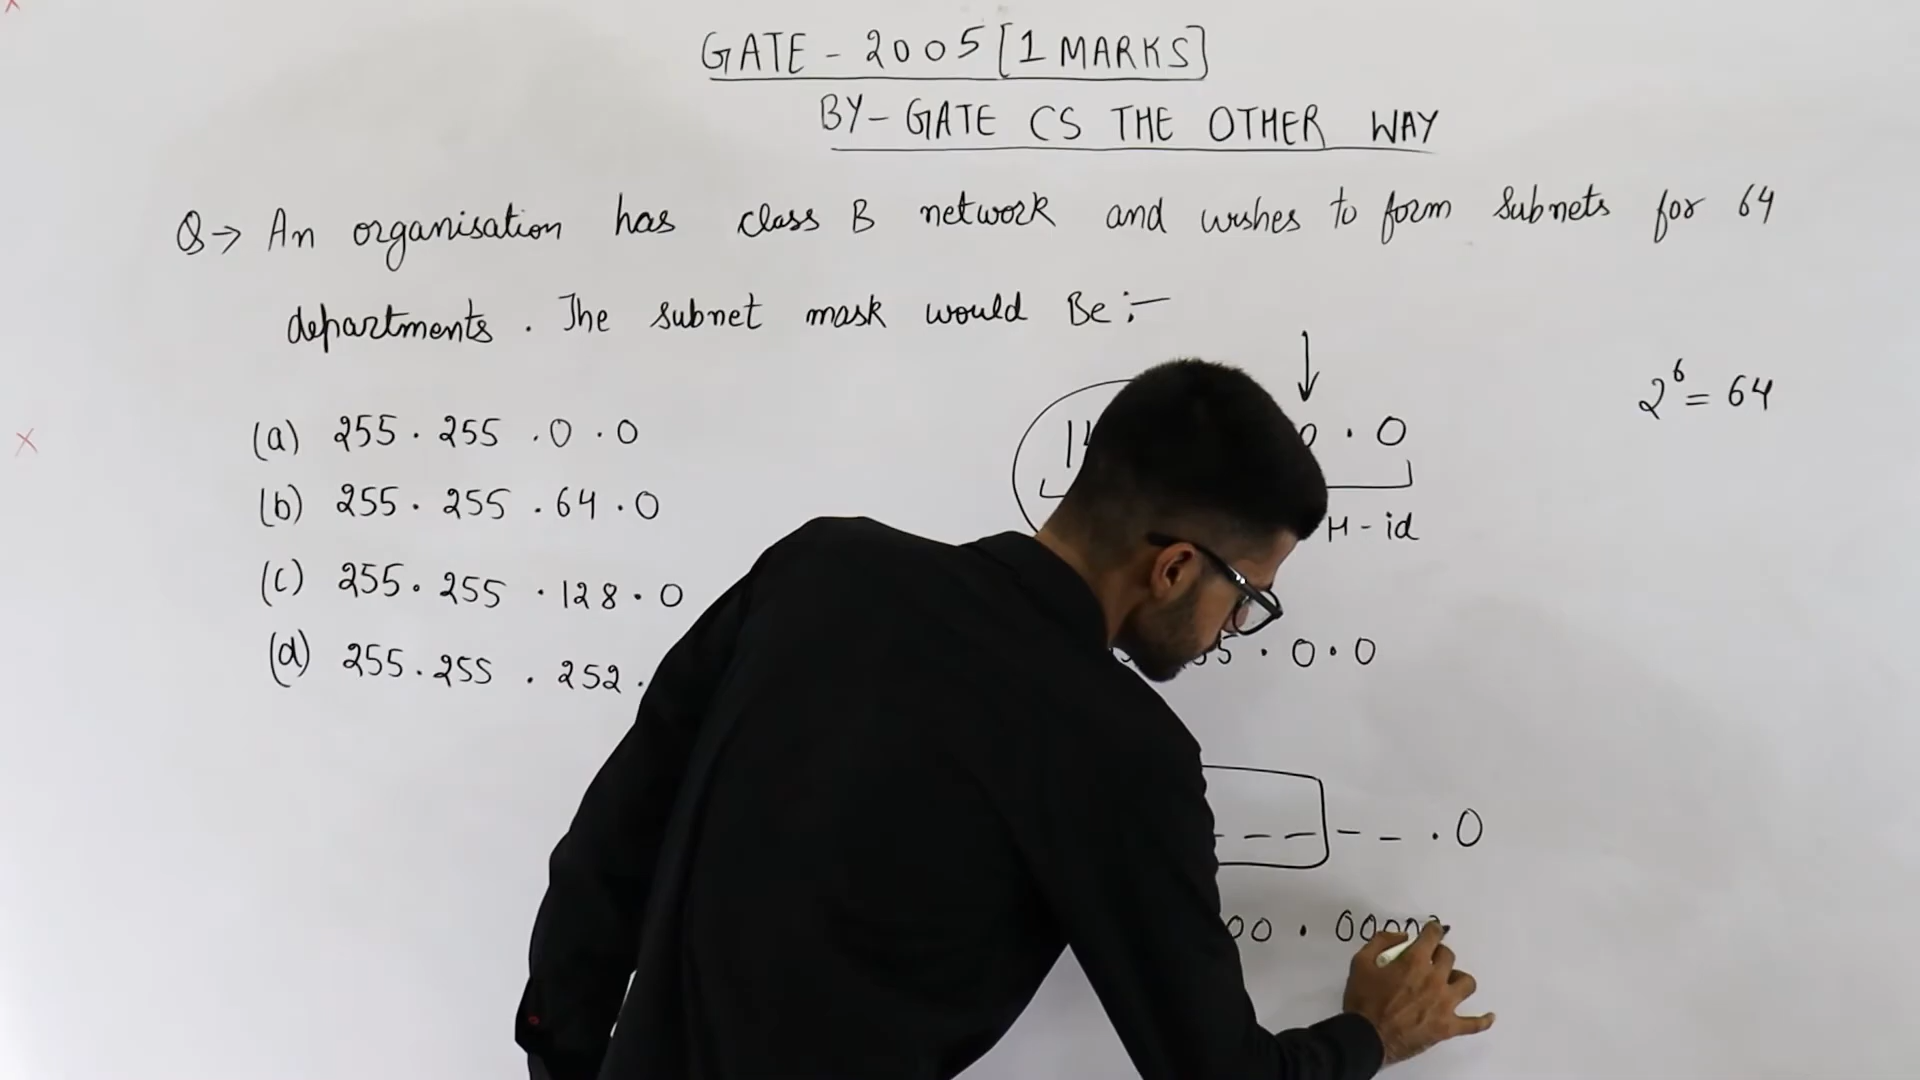 GATE - 2005 [1 MARKS]
BY- GATE CS THE OTHER WAY
Q→ An organisation has class B network and wishes to form subnets for 64
departments. The subnet mask would Be :-
2^6 = 64
(a) 255.255.0.0
(b) 255.255.64.0
(c) 255.255.128.0
(d) 255.255.252.
. 0
H-id
. 0.0
--- -- .0
00 . 0000